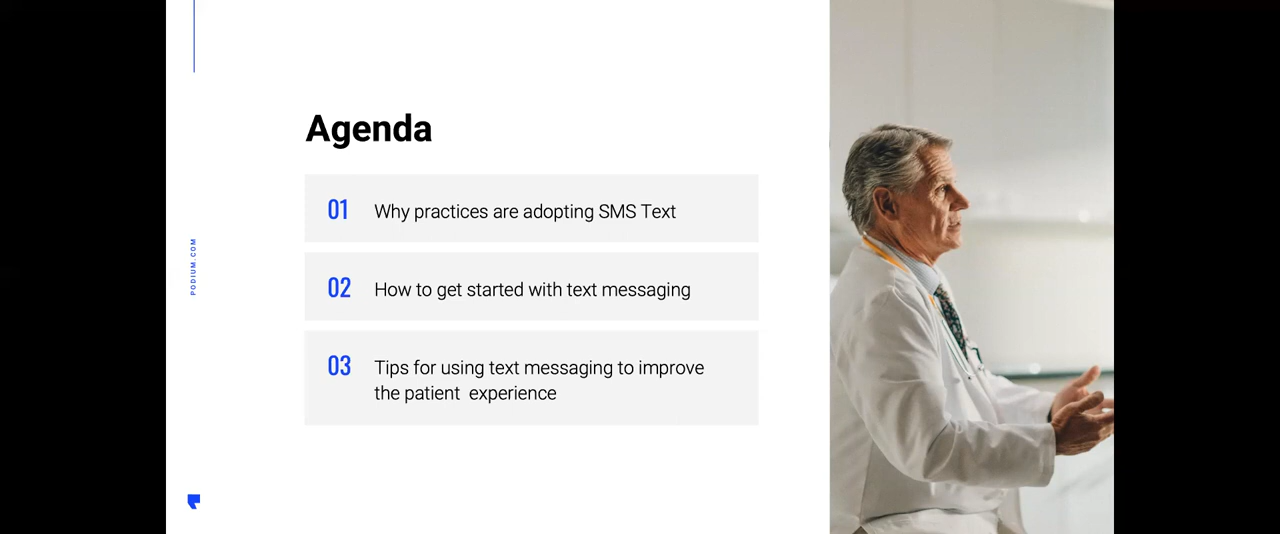 Agenda
01 Why practices are adopting SMS Text
02 How to get started with text messaging
03 Tips for using text messaging to improve
the patient  experience
PODIUM.COM